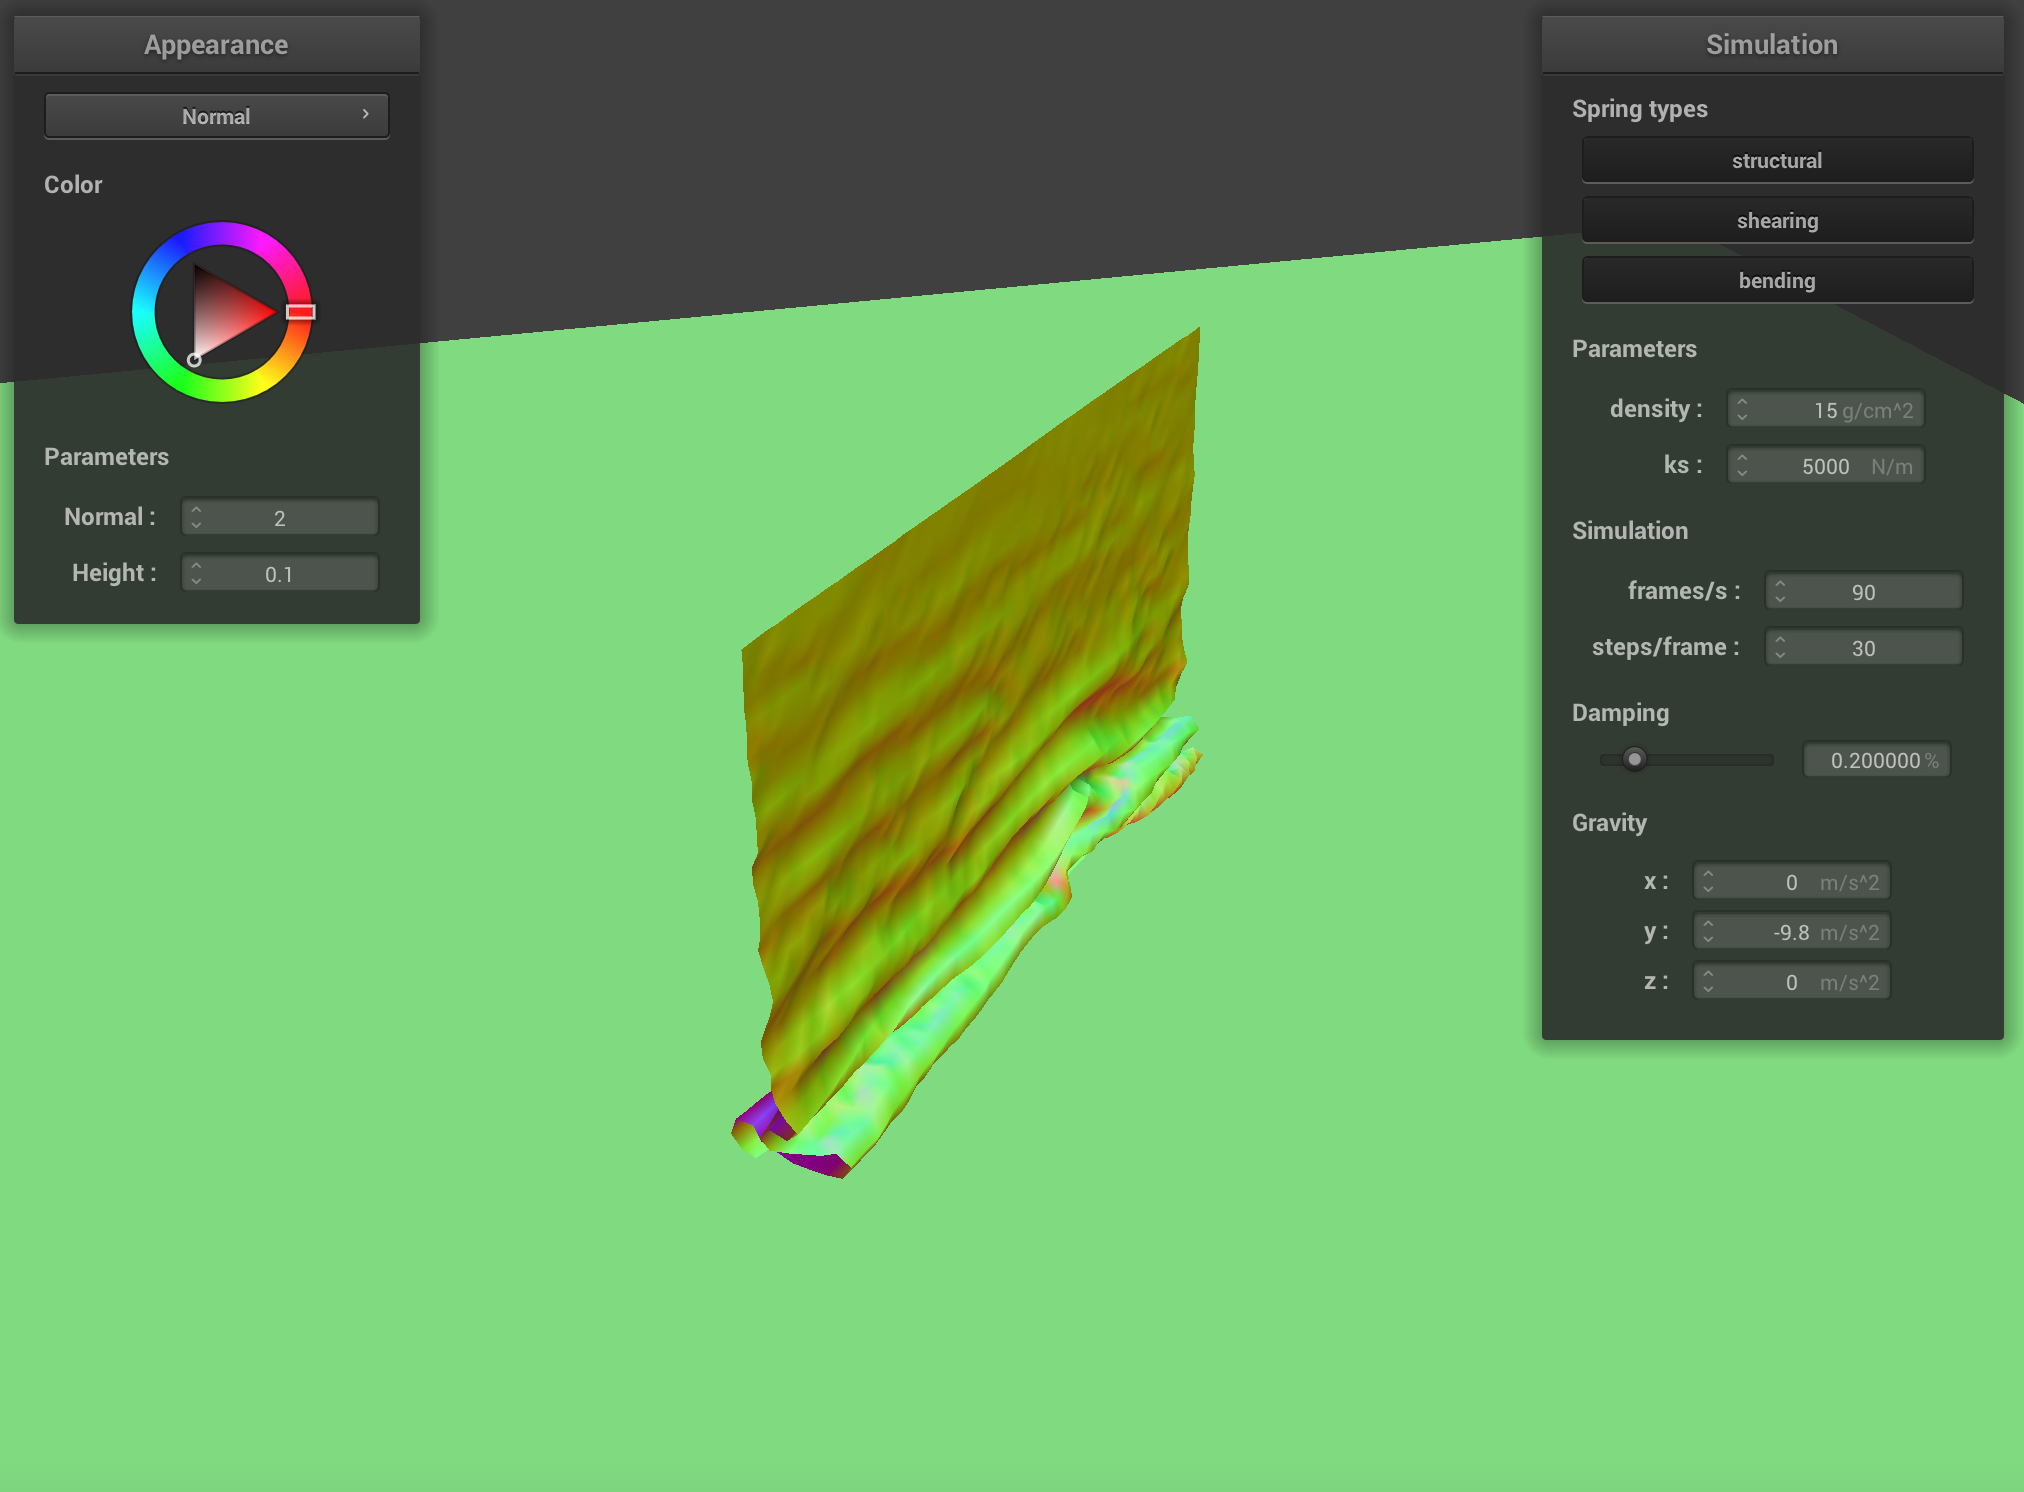 Appearance
Normal
Color
Parameters
Normal : 2
Height : 0.1
Simulation
Spring types
structural
shearing
bending
Parameters
density : 15 g/cm^2
ks : 5000 N/m
Simulation
frames/s : 90
steps/frame : 30
Damping
0.200000 %
Gravity
x : 0 m/s^2
y : -9.8 m/s^2
z : 0 m/s^2